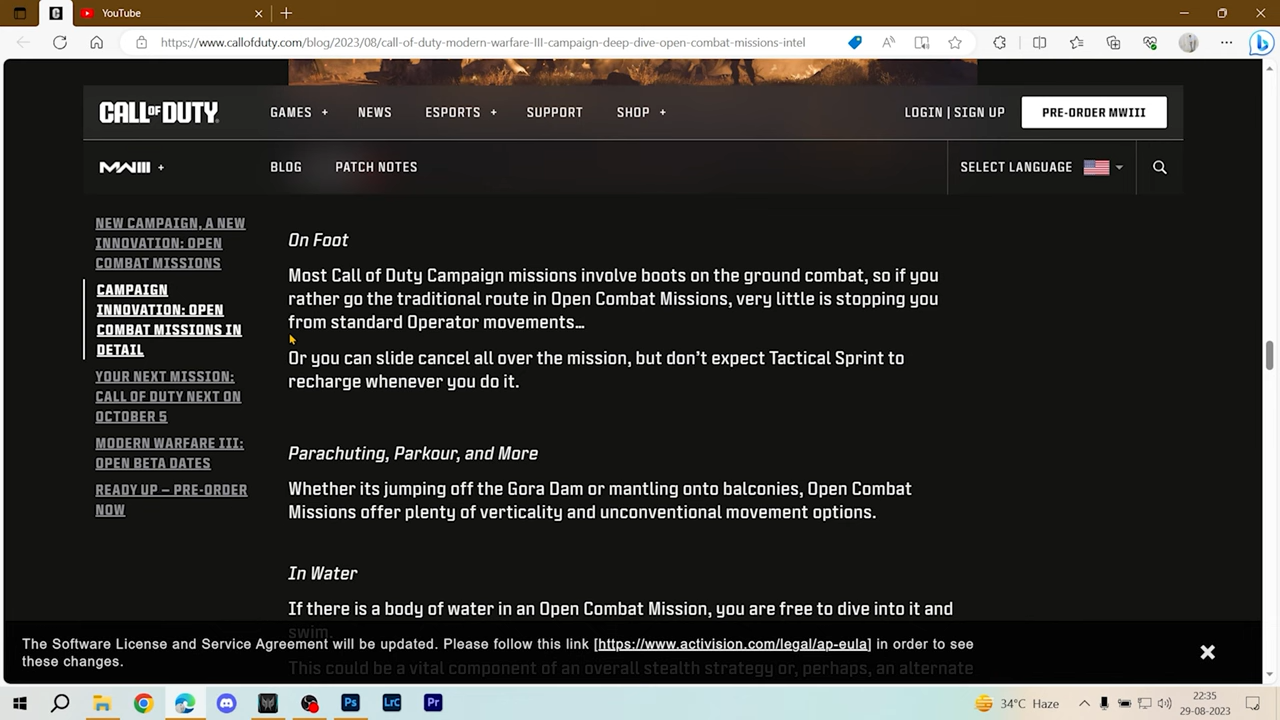 YouTube
https://www.callofduty.com/blog/2023/08/call-of-duty-modern-warfare-III-campaign-deep-dive-open-combat-missions-intel
CALL OF DUTY
GAMES +
NEWS
ESPORTS +
SUPPORT
SHOP +
LOGIN | SIGN UP
PRE-ORDER MWIII
MWIII +
BLOG
PATCH NOTES
SELECT LANGUAGE
NEW CAMPAIGN, A NEW
INNOVATION: OPEN
COMBAT MISSIONS
CAMPAIGN
INNOVATION: OPEN
COMBAT MISSIONS IN
DETAIL
YOUR NEXT MISSION:
CALL OF DUTY NEXT ON
OCTOBER 5
MODERN WARFARE III:
OPEN BETA DATES
READY UP – PRE-ORDER
NOW
On Foot
Most Call of Duty Campaign missions involve boots on the ground combat, so if you
rather go the traditional route in Open Combat Missions, very little is stopping you
from standard Operator movements…
Or you can slide cancel all over the mission, but don’t expect Tactical Sprint to
recharge whenever you do it.
Parachuting, Parkour, and More
Whether its jumping off the Gora Dam or mantling onto balconies, Open Combat
Missions offer plenty of verticality and unconventional movement options.
In Water
If there is a body of water in an Open Combat Mission, you are free to dive into it and
swim.
This could be a vital component of an overall stealth strategy or, perhaps, an alternate
The Software License and Service Agreement will be updated. Please follow this link [https://www.activision.com/legal/ap-eula] in order to see
these changes.
Ps
Lrc
Pr
34°C Haze
22:35
29-08-2023